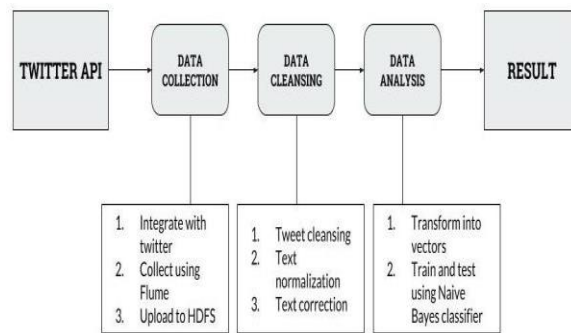 TWITTER API
DATA
COLLECTION
DATA
CLEANSING
DATA
ANALYSIS
RESULT
1. Integrate with
twitter
2. Collect using
Flume
3. Upload to HDFS
1. Tweet cleansing
2. Text
normalization
3. Text correction
1. Transform into
vectors
2. Train and test
using Naive
Bayes classifier